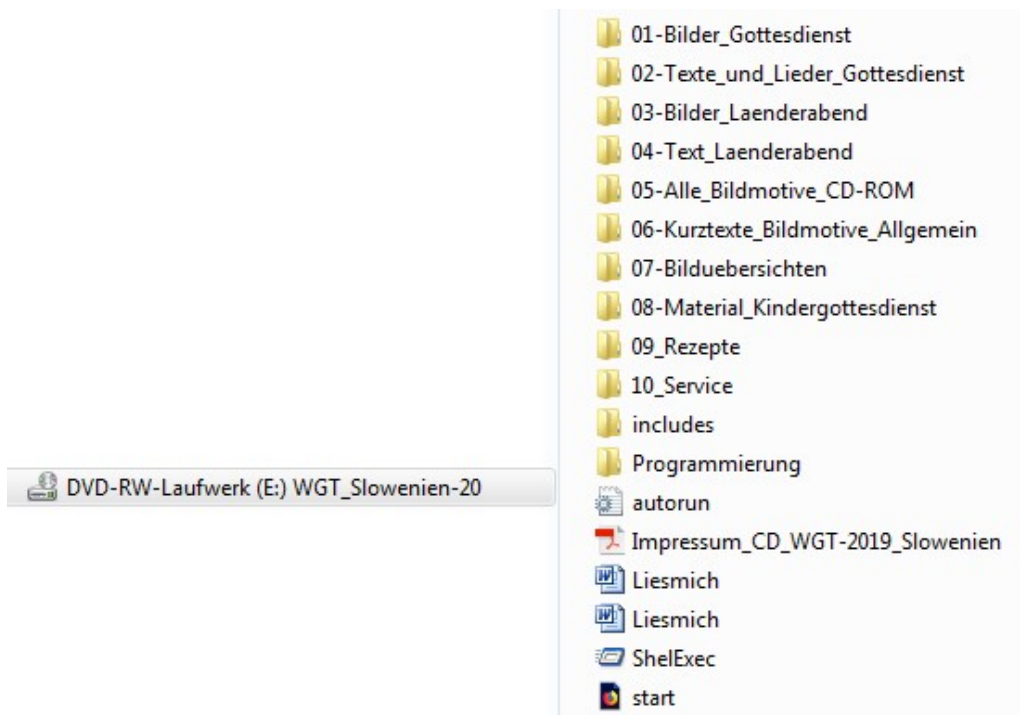 01-Bilder_Gottesdienst
02-Texte_und_Lieder_Gottesdienst
03-Bilder_Laenderabend
04-Text_Laenderabend
05-Alle_Bildmotive_CD-ROM
06-Kurztexte_Bildmotive_Allgemein
07-Bilduebersichten
08-Material_Kindergottesdienst
09_Rezepte
10_Service
includes
Programmierung
DVD-RW-Laufwerk (E:) WGT_Slowenien-20
autorun
Impressum_CD_WGT-2019_Slowenien
Liesmich
Liesmich
ShelExec
start